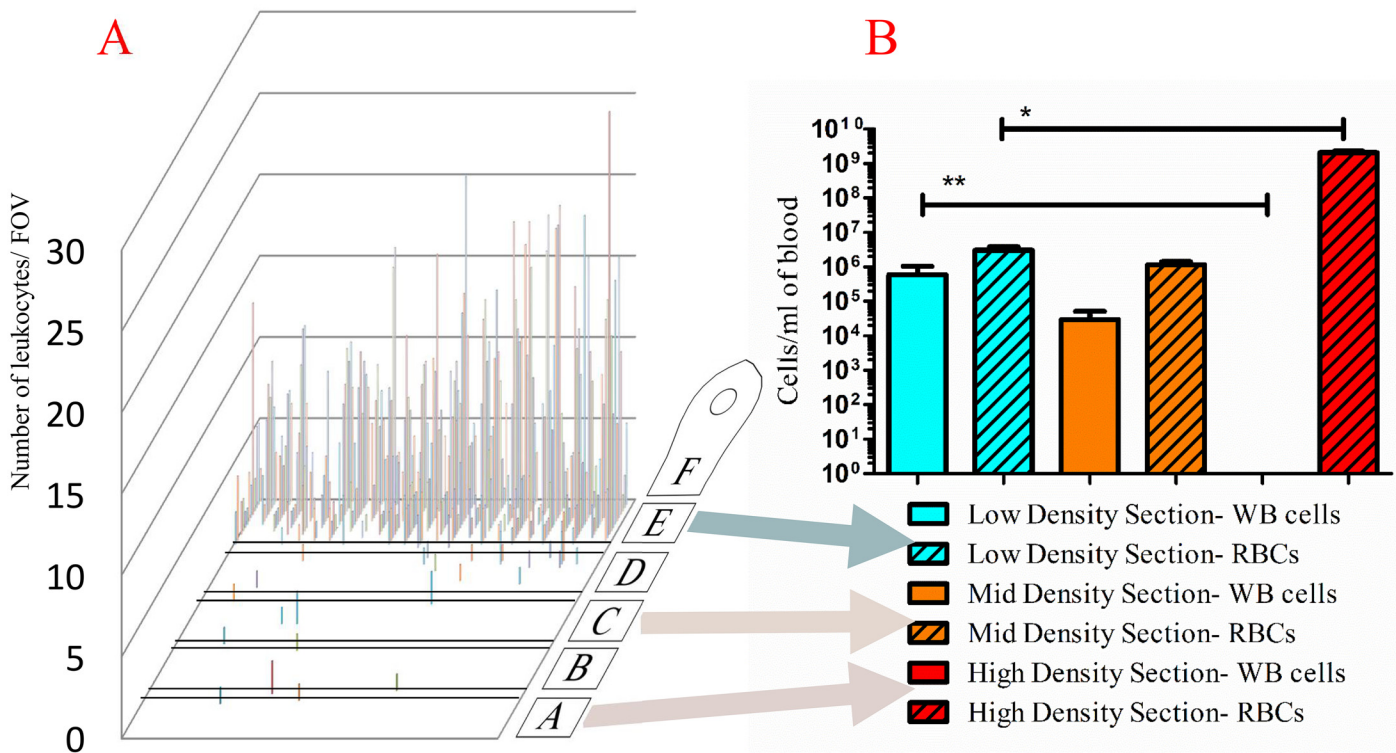 A
Number of leukocytes/ FOV
30
25
20
15
10
5
0
F
E
D
C
B
A
B
Cells/ml of blood
10^10
10^9
10^8
10^7
10^6
10^5
10^4
10^3
10^2
10^1
10^0
*
**
Low Density Section- WB cells
Low Density Section- RBCs
Mid Density Section- WB cells
Mid Density Section- RBCs
High Density Section- WB cells
High Density Section- RBCs